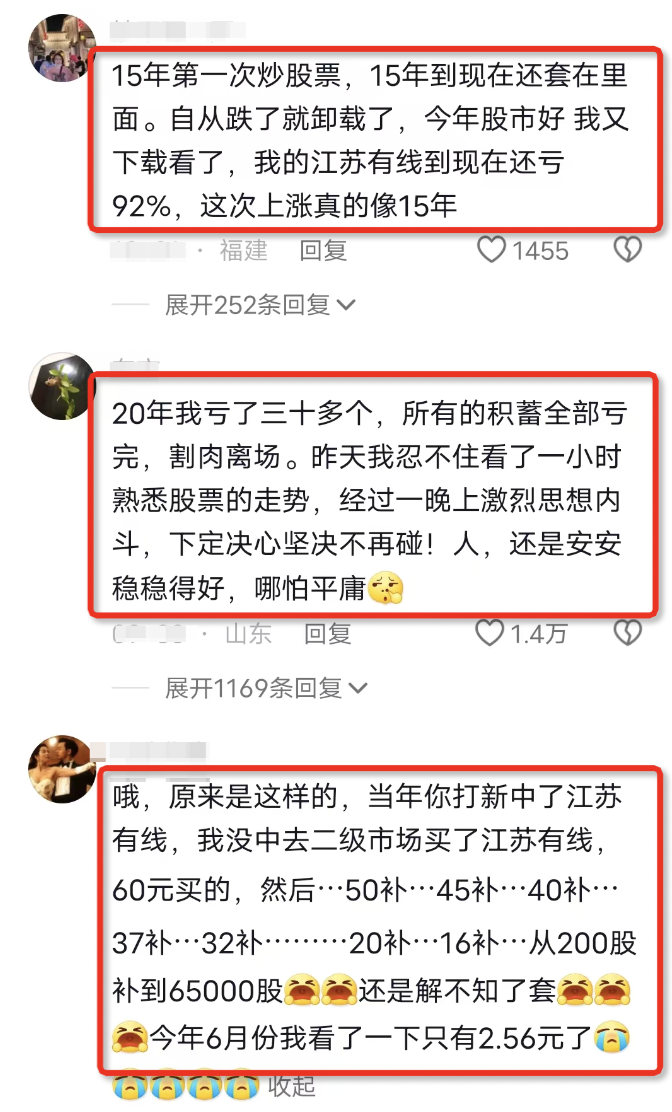 15年第一次炒股票，15年到现在还套在里
面。自从跌了就卸载了，今年股市好 我又
下载看了，我的江苏有线到现在还亏
92%，这次上涨真的像15年
· 福建 回复 1455
展开252条回复
20年我亏了三十多个，所有的积蓄全部亏
完，割肉离场。昨天我忍不住看了一小时
熟悉股票的走势，经过一晚上激烈思想内
斗，下定决心坚决不再碰！人，还是安安
稳稳得好，哪怕平庸
· 山东 回复 1.4万
展开1169条回复
哦，原来是这样的，当年你打新中了江苏
有线，我没中去二级市场买了江苏有线，
60元买的，然后…50补…45补…40补…
37补…32补………20补…16补…从200股
补到65000股😫😫还是解不知了套😫😫
😫今年6月份我看了一下只有2.56元了😭
😭😭😭😭 收起